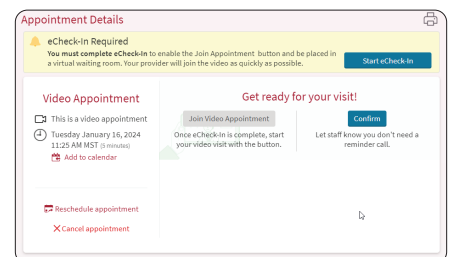 Appointment Details
eCheck-In Required
You must complete eCheck-In to enable the Join Appointment button and be placed in
a virtual waiting room. Your provider will join the video as quickly as possible.
Start eCheck-In
Video Appointment
This is a video appointment
Tuesday January 16, 2024
11:25 AM MST (5 minutes)
Add to calendar
Reschedule appointment
Cancel appointment
Get ready for your visit!
Join Video Appointment
Once eCheck-In is complete, start
your video visit with the button.
Confirm
Let staff know you don't need a
reminder call.